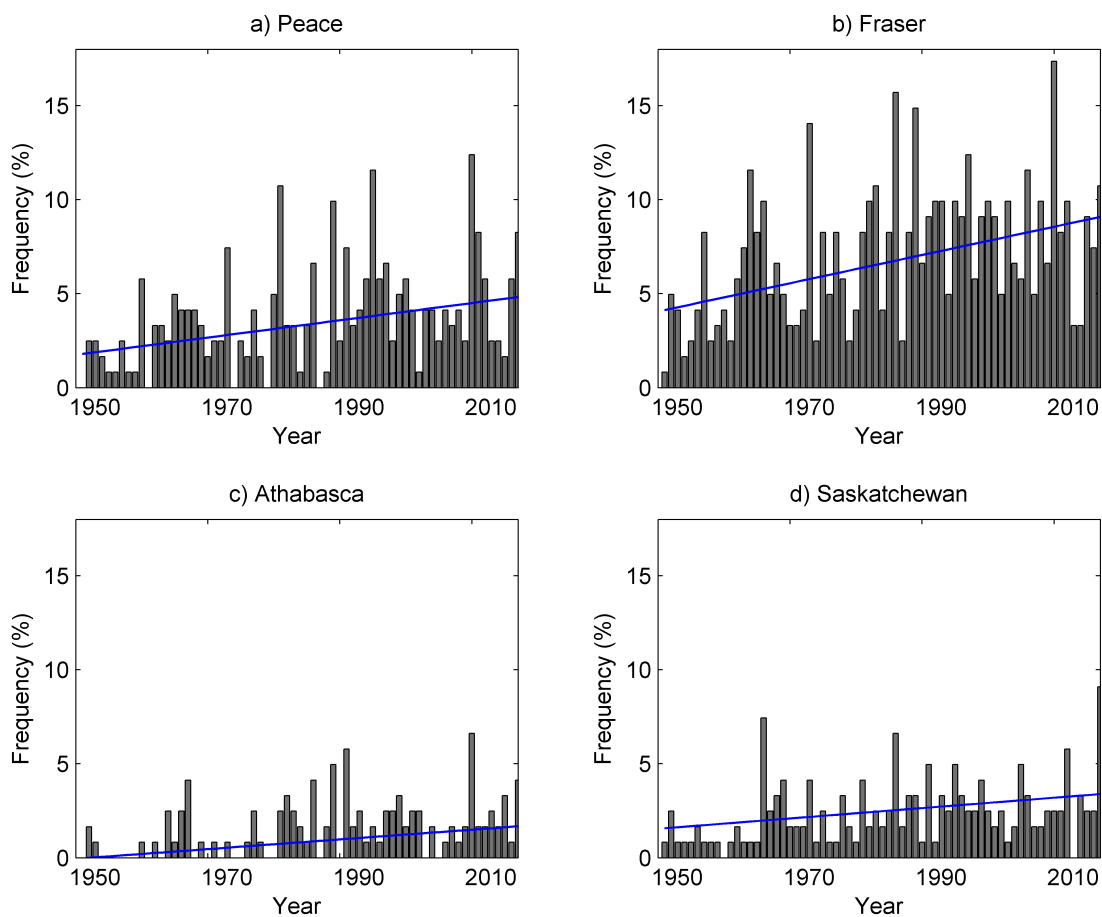 a) Peace
Frequency (%)
15
10
5
0
1950 1970 1990 2010
Year
b) Fraser
Frequency (%)
15
10
5
0
1950 1970 1990 2010
Year
c) Athabasca
Frequency (%)
15
10
5
0
1950 1970 1990 2010
Year
d) Saskatchewan
Frequency (%)
15
10
5
0
1950 1970 1990 2010
Year